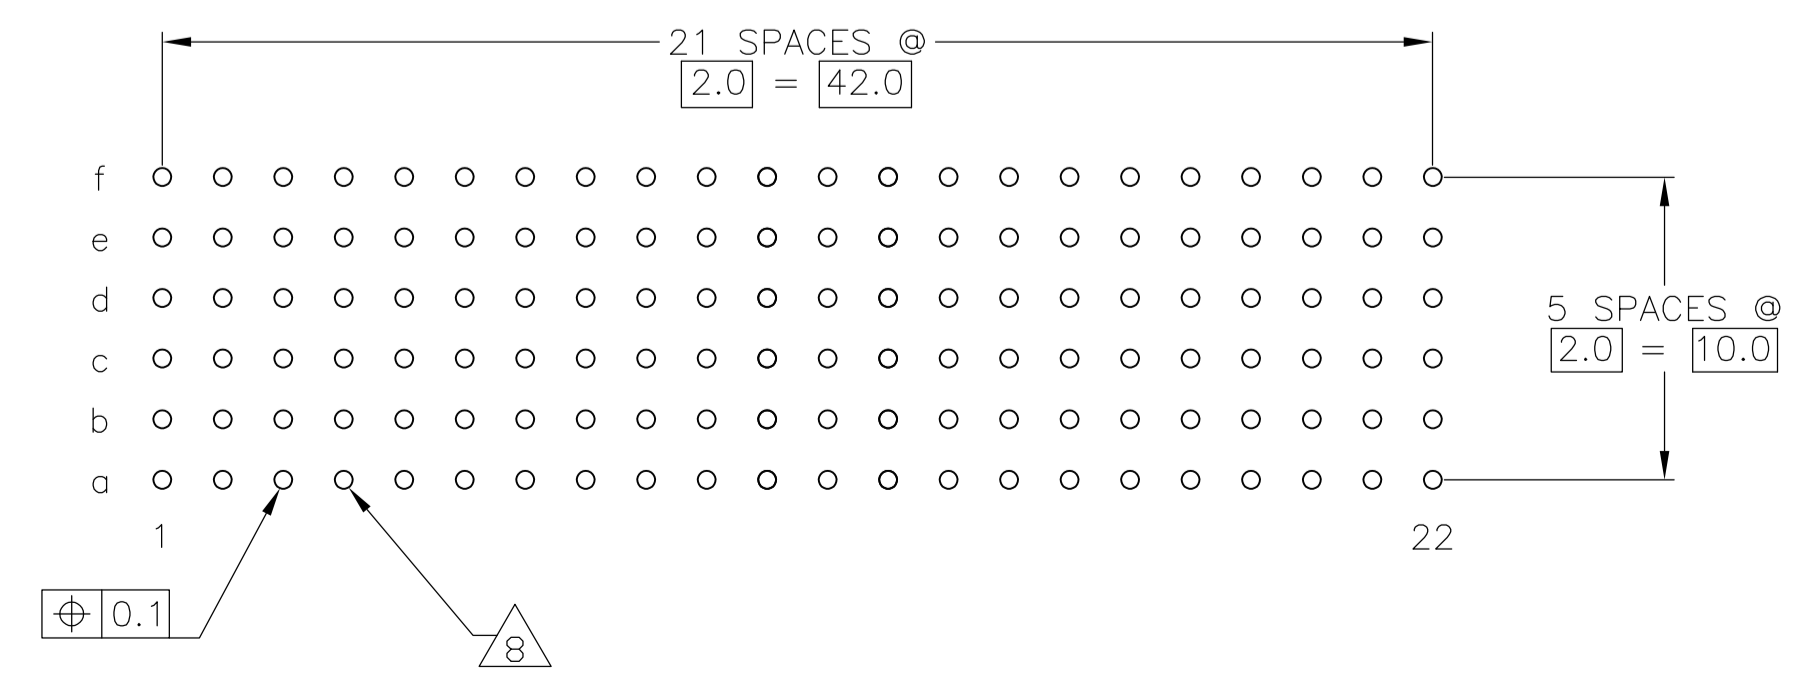 21 SPACES @
2.0 = 42.0
f
e
d
c
b
a
5 SPACES @
2.0 = 10.0
1
22
⌖ 0.1
8